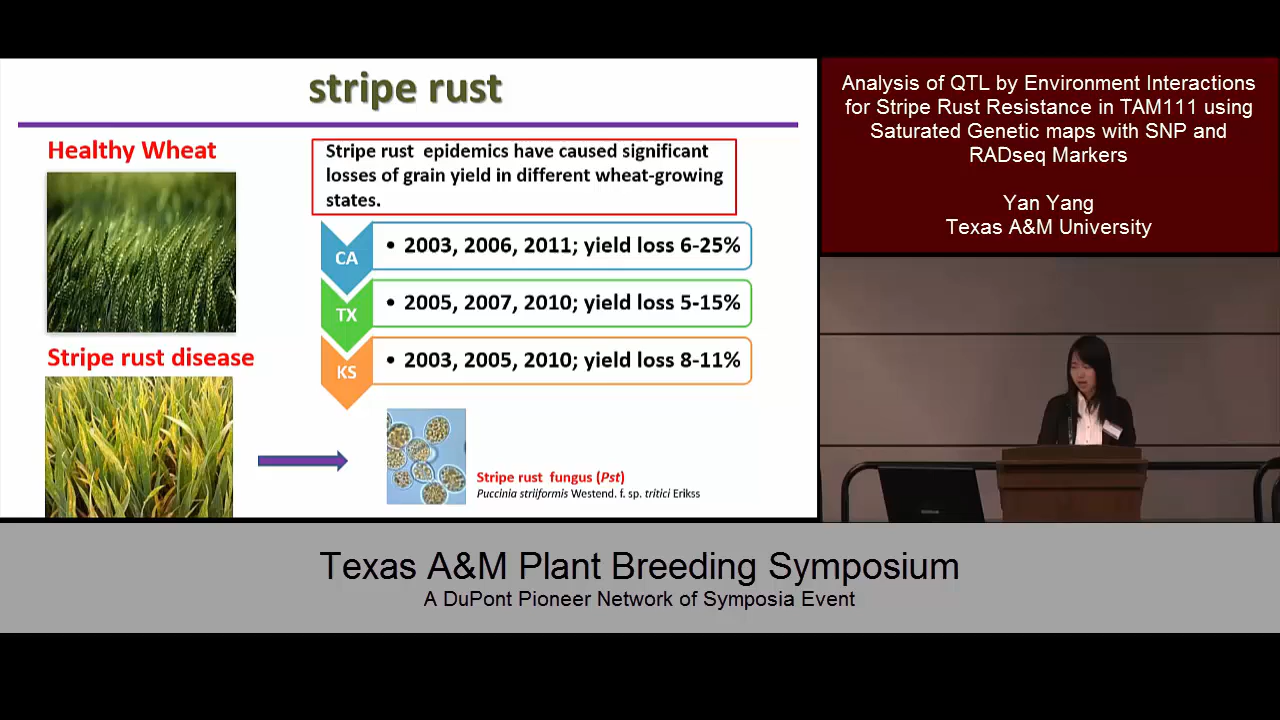 stripe rust
Healthy Wheat
Stripe rust disease
Stripe rust epidemics have caused significant
losses of grain yield in different wheat-growing
states.
CA
• 2003, 2006, 2011; yield loss 6-25%
TX
• 2005, 2007, 2010; yield loss 5-15%
KS
• 2003, 2005, 2010; yield loss 8-11%
Stripe rust fungus (Pst)
Puccinia striiformis Westend. f. sp. tritici Erikss
Analysis of QTL by Environment Interactions
for Stripe Rust Resistance in TAM111 using
Saturated Genetic maps with SNP and
RADseq Markers
Yan Yang
Texas A&M University
Texas A&M Plant Breeding Symposium
A DuPont Pioneer Network of Symposia Event